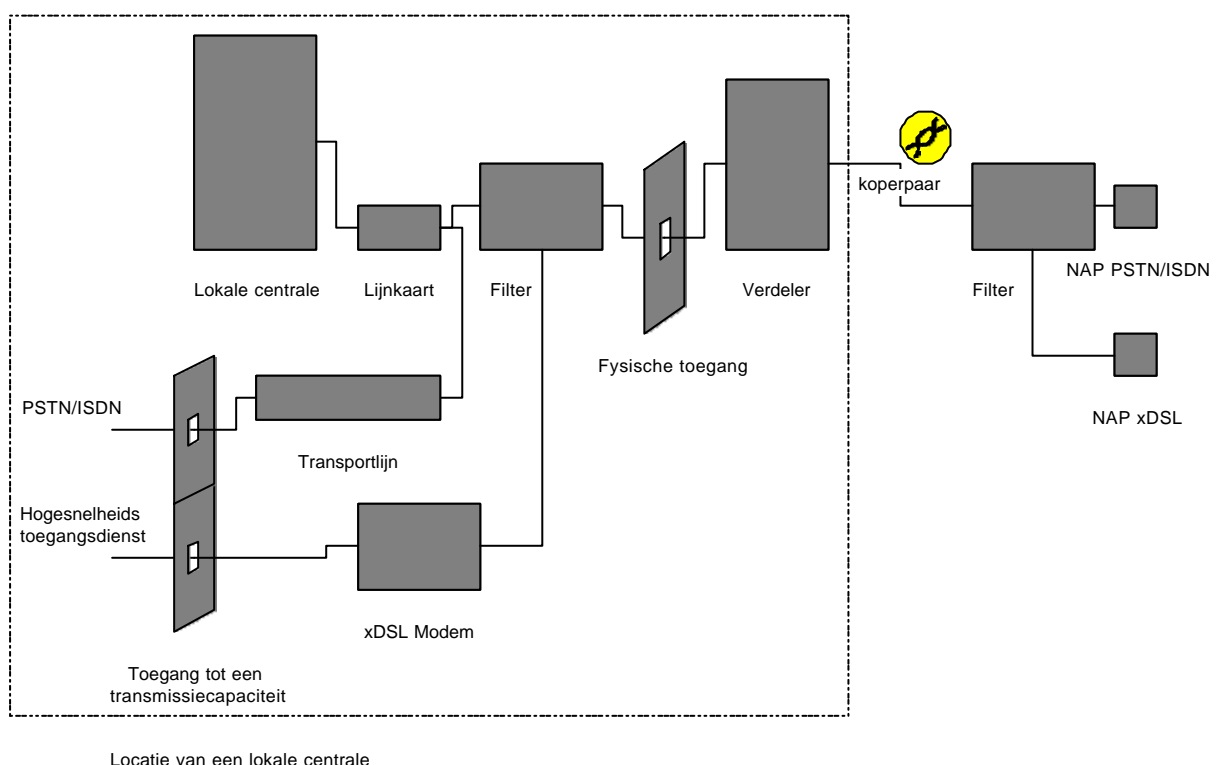 koperpaar
Lokale centrale
Lijnkaart
Filter
Verdeler
Filter
NAP PSTN/ISDN
Fysische toegang
PSTN/ISDN
NAP xDSL
Transportlijn
Hogesnelheids
toegangsdienst
xDSL Modem
Toegang tot een
transmissiecapaciteit
Locatie van een lokale centrale